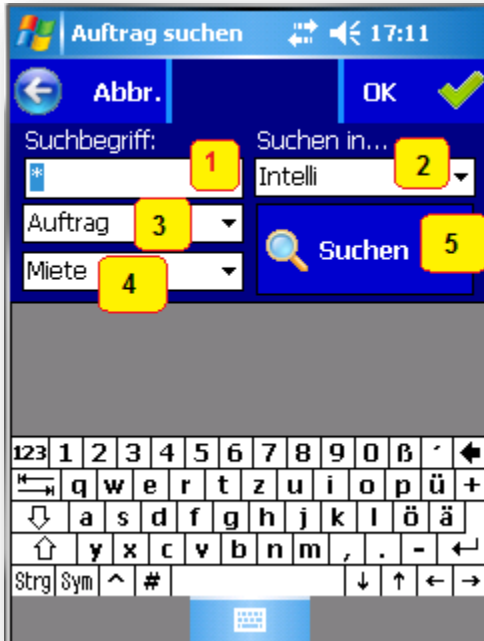 Auftrag suchen 17:11
Abbr. OK
Suchbegriff: Suchen in...
* 1 Intelli 2
Auftrag 3
Suchen 5
Miete 4
123 1 2 3 4 5 6 7 8 9 0 ß ´
q w e r t z u i o p ü +
a s d f g h j k l ö ä
y x c v b n m , . -
Strg Sym ^ # ↓ ↑ ← →